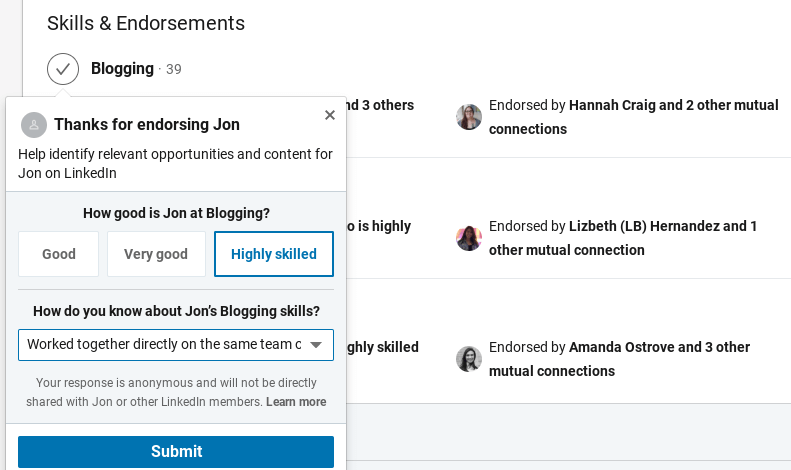 Skills & Endorsements
Blogging · 39
nd 3 others
Endorsed by Hannah Craig and 2 other mutual
connections
Thanks for endorsing Jon
×
Help identify relevant opportunities and content for
Jon on LinkedIn
How good is Jon at Blogging?
o is highly
Endorsed by Lizbeth (LB) Hernandez and 1
other mutual connection
Good
Very good
Highly skilled
How do you know about Jon's Blogging skills?
Worked together directly on the same team
ghly skilled
Endorsed by Amanda Ostrove and 3 other
mutual connections
Your response is anonymous and will not be directly
shared with Jon or other LinkedIn members. Learn more
Submit